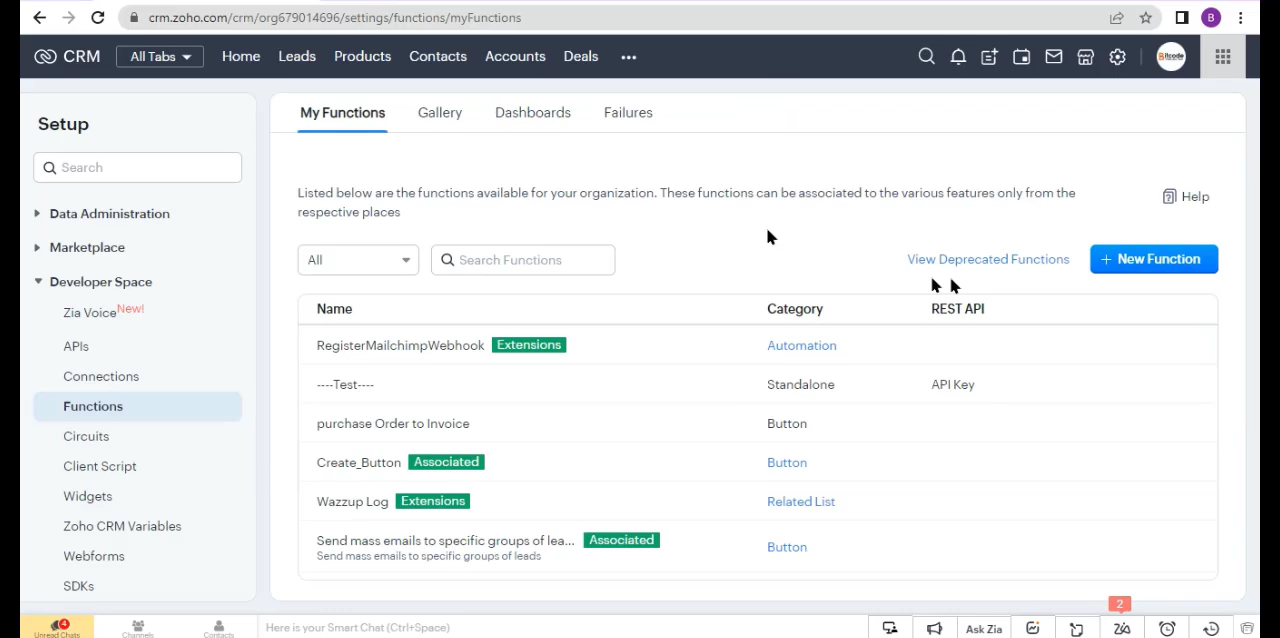 crm.zoho.com/crm/org679014696/settings/functions/myFunctions
B
CRM
All Tabs
Home
Leads
Products
Contacts
Accounts
Deals
•••
Bitcode
Setup
Search
Data Administration
Marketplace
Developer Space
Zia Voice New!
APIs
Connections
Functions
Circuits
Client Script
Widgets
Zoho CRM Variables
Webforms
SDKs
My Functions
Gallery
Dashboards
Failures
Listed below are the functions available for your organization. These functions can be associated to the various features only from the
respective places
Help
All
Search Functions
View Deprecated Functions
+ New Function
Name Category REST API
RegisterMailchimpWebhook Extensions Automation
----Test---- Standalone API Key
purchase Order to Invoice Button
Create_Button Associated Button
Wazzup Log Extensions Related List
Send mass emails to specific groups of lea... Associated Button
Send mass emails to specific groups of leads
4
Unread Chats
Channels
Contacts
Here is your Smart Chat (Ctrl+Space)
Ask Zia
2